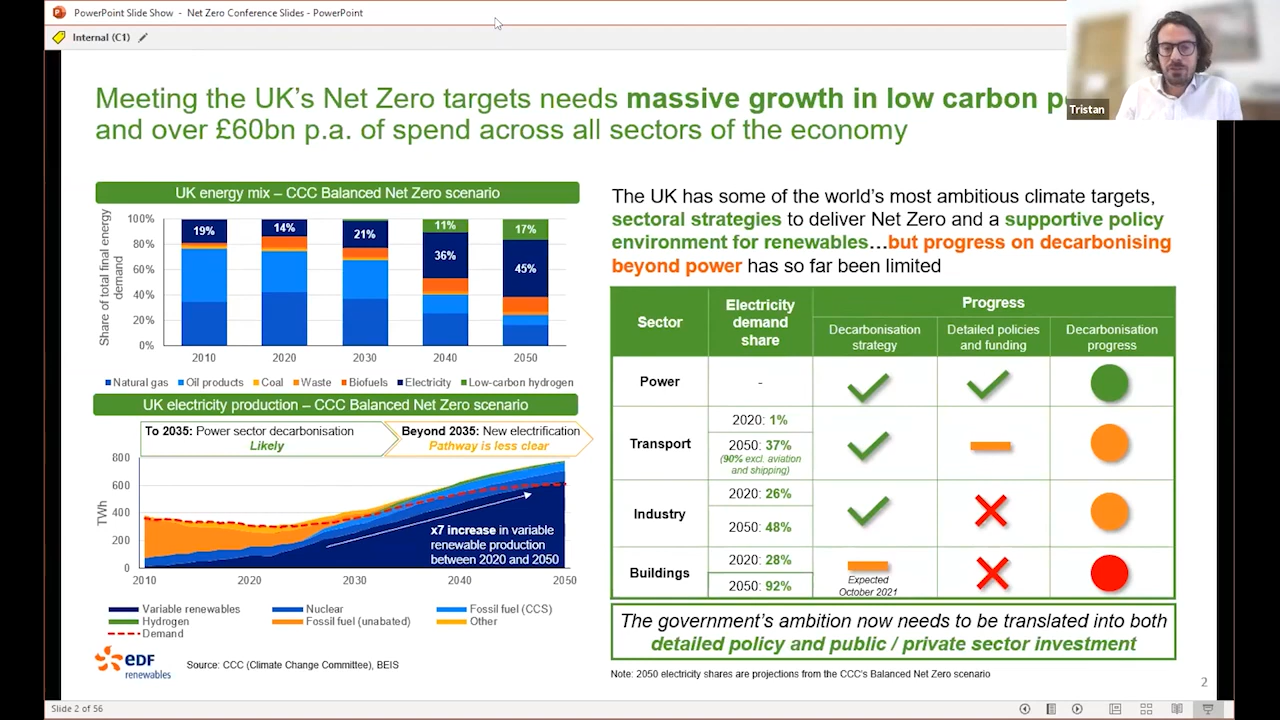 PowerPoint Slide Show - Net Zero Conference Slides - PowerPoint
Internal (C1)
Tristan
Meeting the UK's Net Zero targets needs massive growth in low carbon
and over £60bn p.a. of spend across all sectors of the economy
UK energy mix – CCC Balanced Net Zero scenario
Share of total final energy
demand
100%
80%
60%
40%
20%
0%
19%
14%
21%
11%
36%
17%
45%
2010
2020
2030
2040
2050
Natural gas
Oil products
Coal
Waste
Biofuels
Electricity
Low-carbon hydrogen
UK electricity production – CCC Balanced Net Zero scenario
To 2035: Power sector decarbonisation
Likely
Beyond 2035: New electrification
Pathway is less clear
TWh
800
600
400
200
0
x7 increase in variable
renewable production
between 2020 and 2050
2010
2020
2030
2040
2050
Variable renewables
Nuclear
Fossil fuel (CCS)
Hydrogen
Fossil fuel (unabated)
Other
Demand
edf
renewables
Source: CCC (Climate Change Committee), BEIS
The UK has some of the world's most ambitious climate targets,
sectoral strategies to deliver Net Zero and a supportive policy
environment for renewables…but progress on decarbonising
beyond power has so far been limited
Sector
Electricity
demand
share
Progress
Decarbonisation
strategy
Detailed policies
and funding
Decarbonisation
progress
Power
-
Transport
2020: 1%
2050: 37%
(90% excl. aviation
and shipping)
Industry
2020: 26%
2050: 48%
Buildings
2020: 28%
2050: 92%
Expected
October 2021
The government's ambition now needs to be translated into both
detailed policy and public / private sector investment
Note: 2050 electricity shares are projections from the CCC's Balanced Net Zero scenario
2
Slide 2 of 56